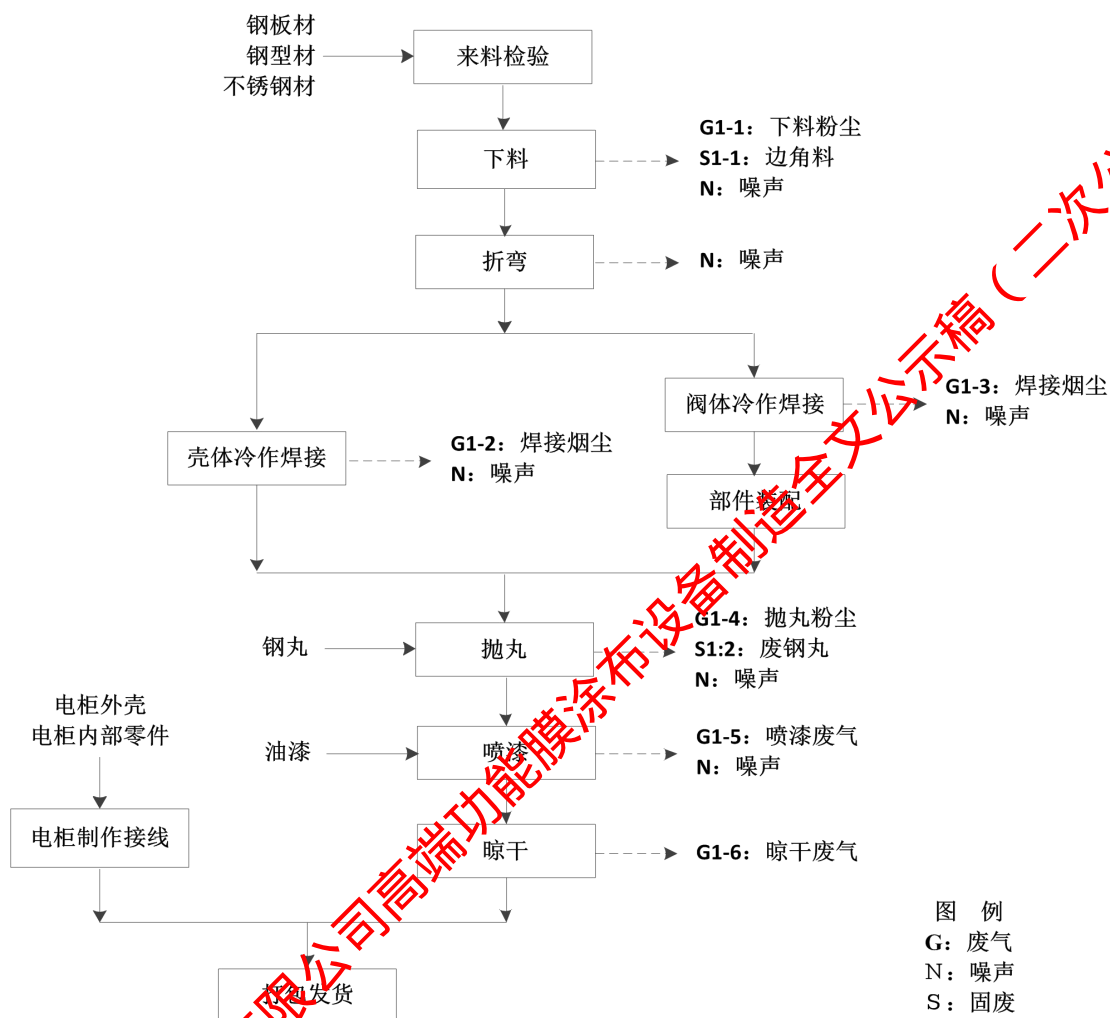 钢板材
钢型材
不锈钢材
来料检验
下料
G1-1：下料粉尘
S1-1：边角料
N：噪声
折弯
N：噪声
阀体冷作焊接
G1-3：焊接烟尘
N：噪声
壳体冷作焊接
G1-2：焊接烟尘
N：噪声
部件装配
钢丸
抛丸
G1-4：抛丸粉尘
S1:2：废钢丸
N：噪声
电柜外壳
电柜内部零件
油漆
喷漆
G1-5：喷漆废气
N：噪声
电柜制作接线
晾干
G1-6：晾干废气
打包发货
图 例
G：废气
N：噪声
S：固废
有限公司高端功能膜涂布设备制造全文公示稿（二次公